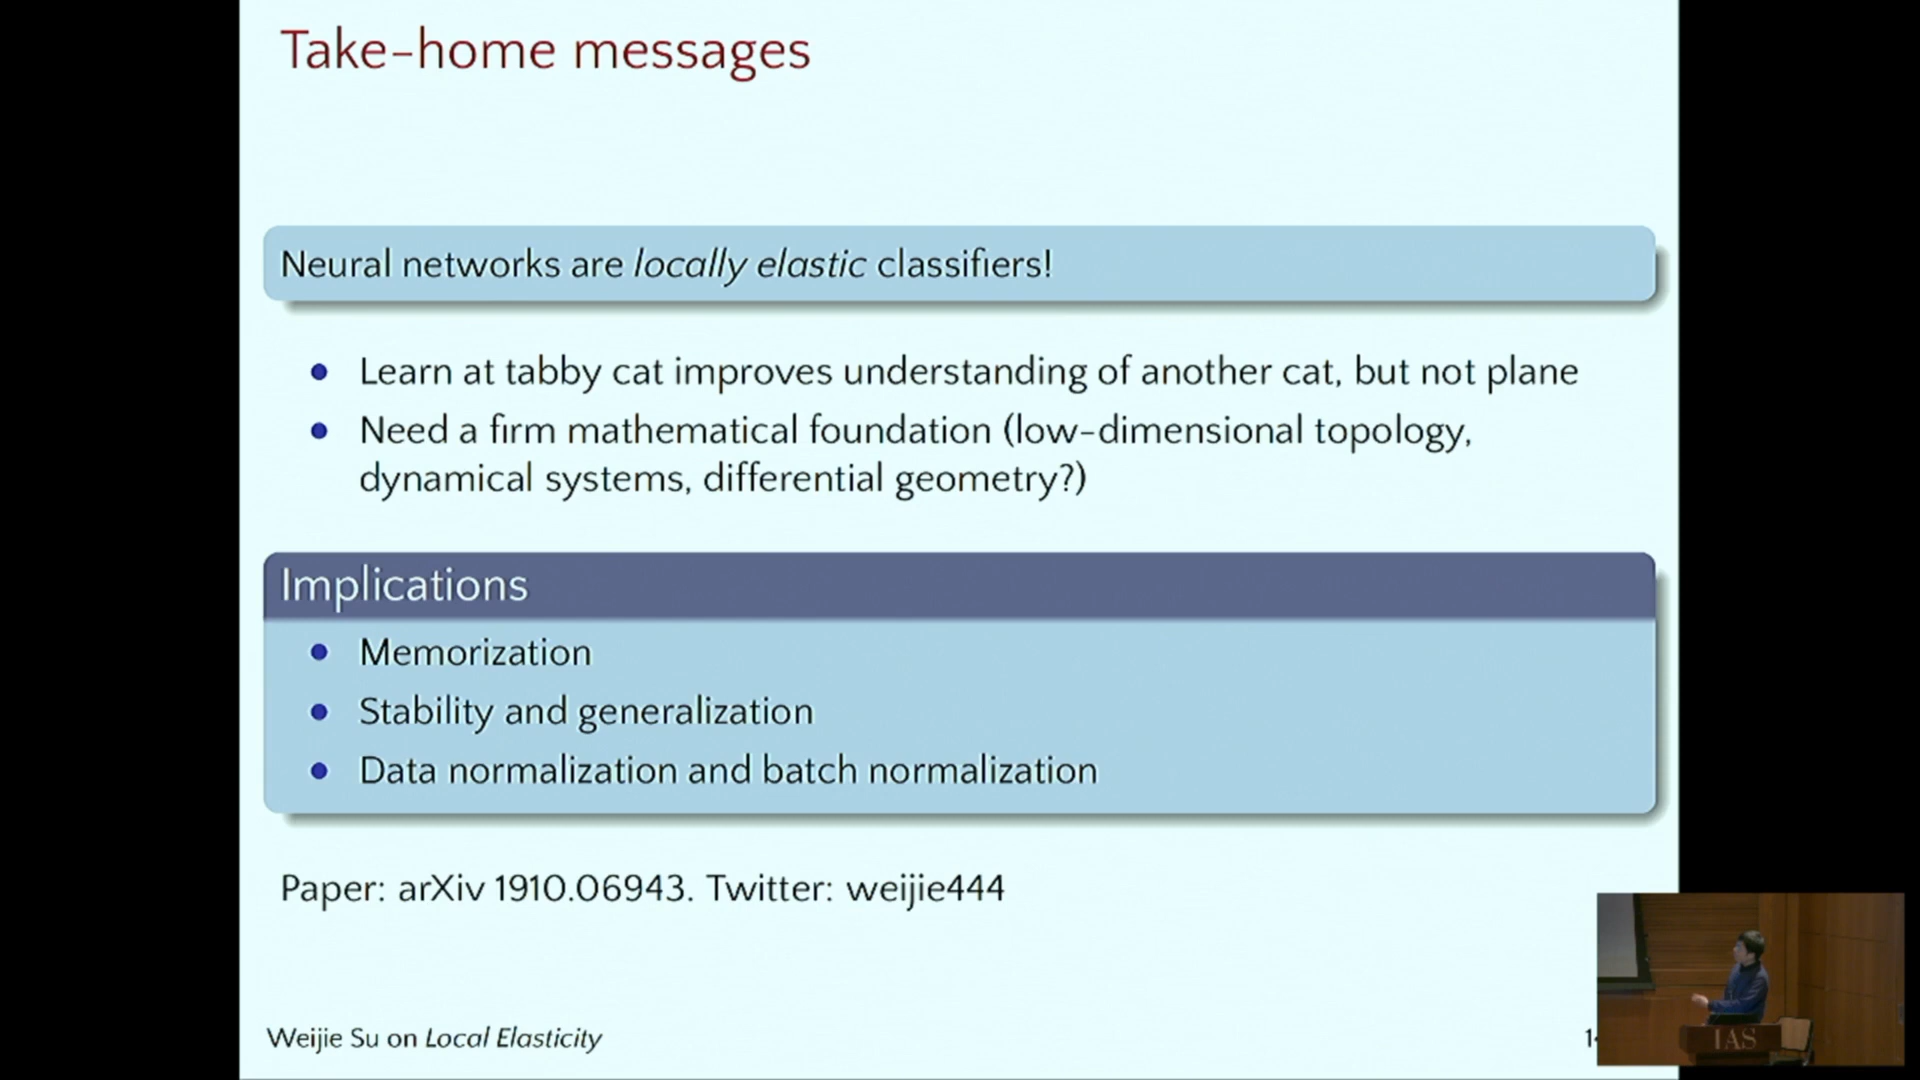 Take-home messages
Neural networks are locally elastic classifiers!
Learn at tabby cat improves understanding of another cat, but not plane
Need a firm mathematical foundation (low-dimensional topology,
dynamical systems, differential geometry?)
Implications
Memorization
Stability and generalization
Data normalization and batch normalization
Paper: arXiv 1910.06943. Twitter: weijie444
Weijie Su on Local Elasticity
IAS